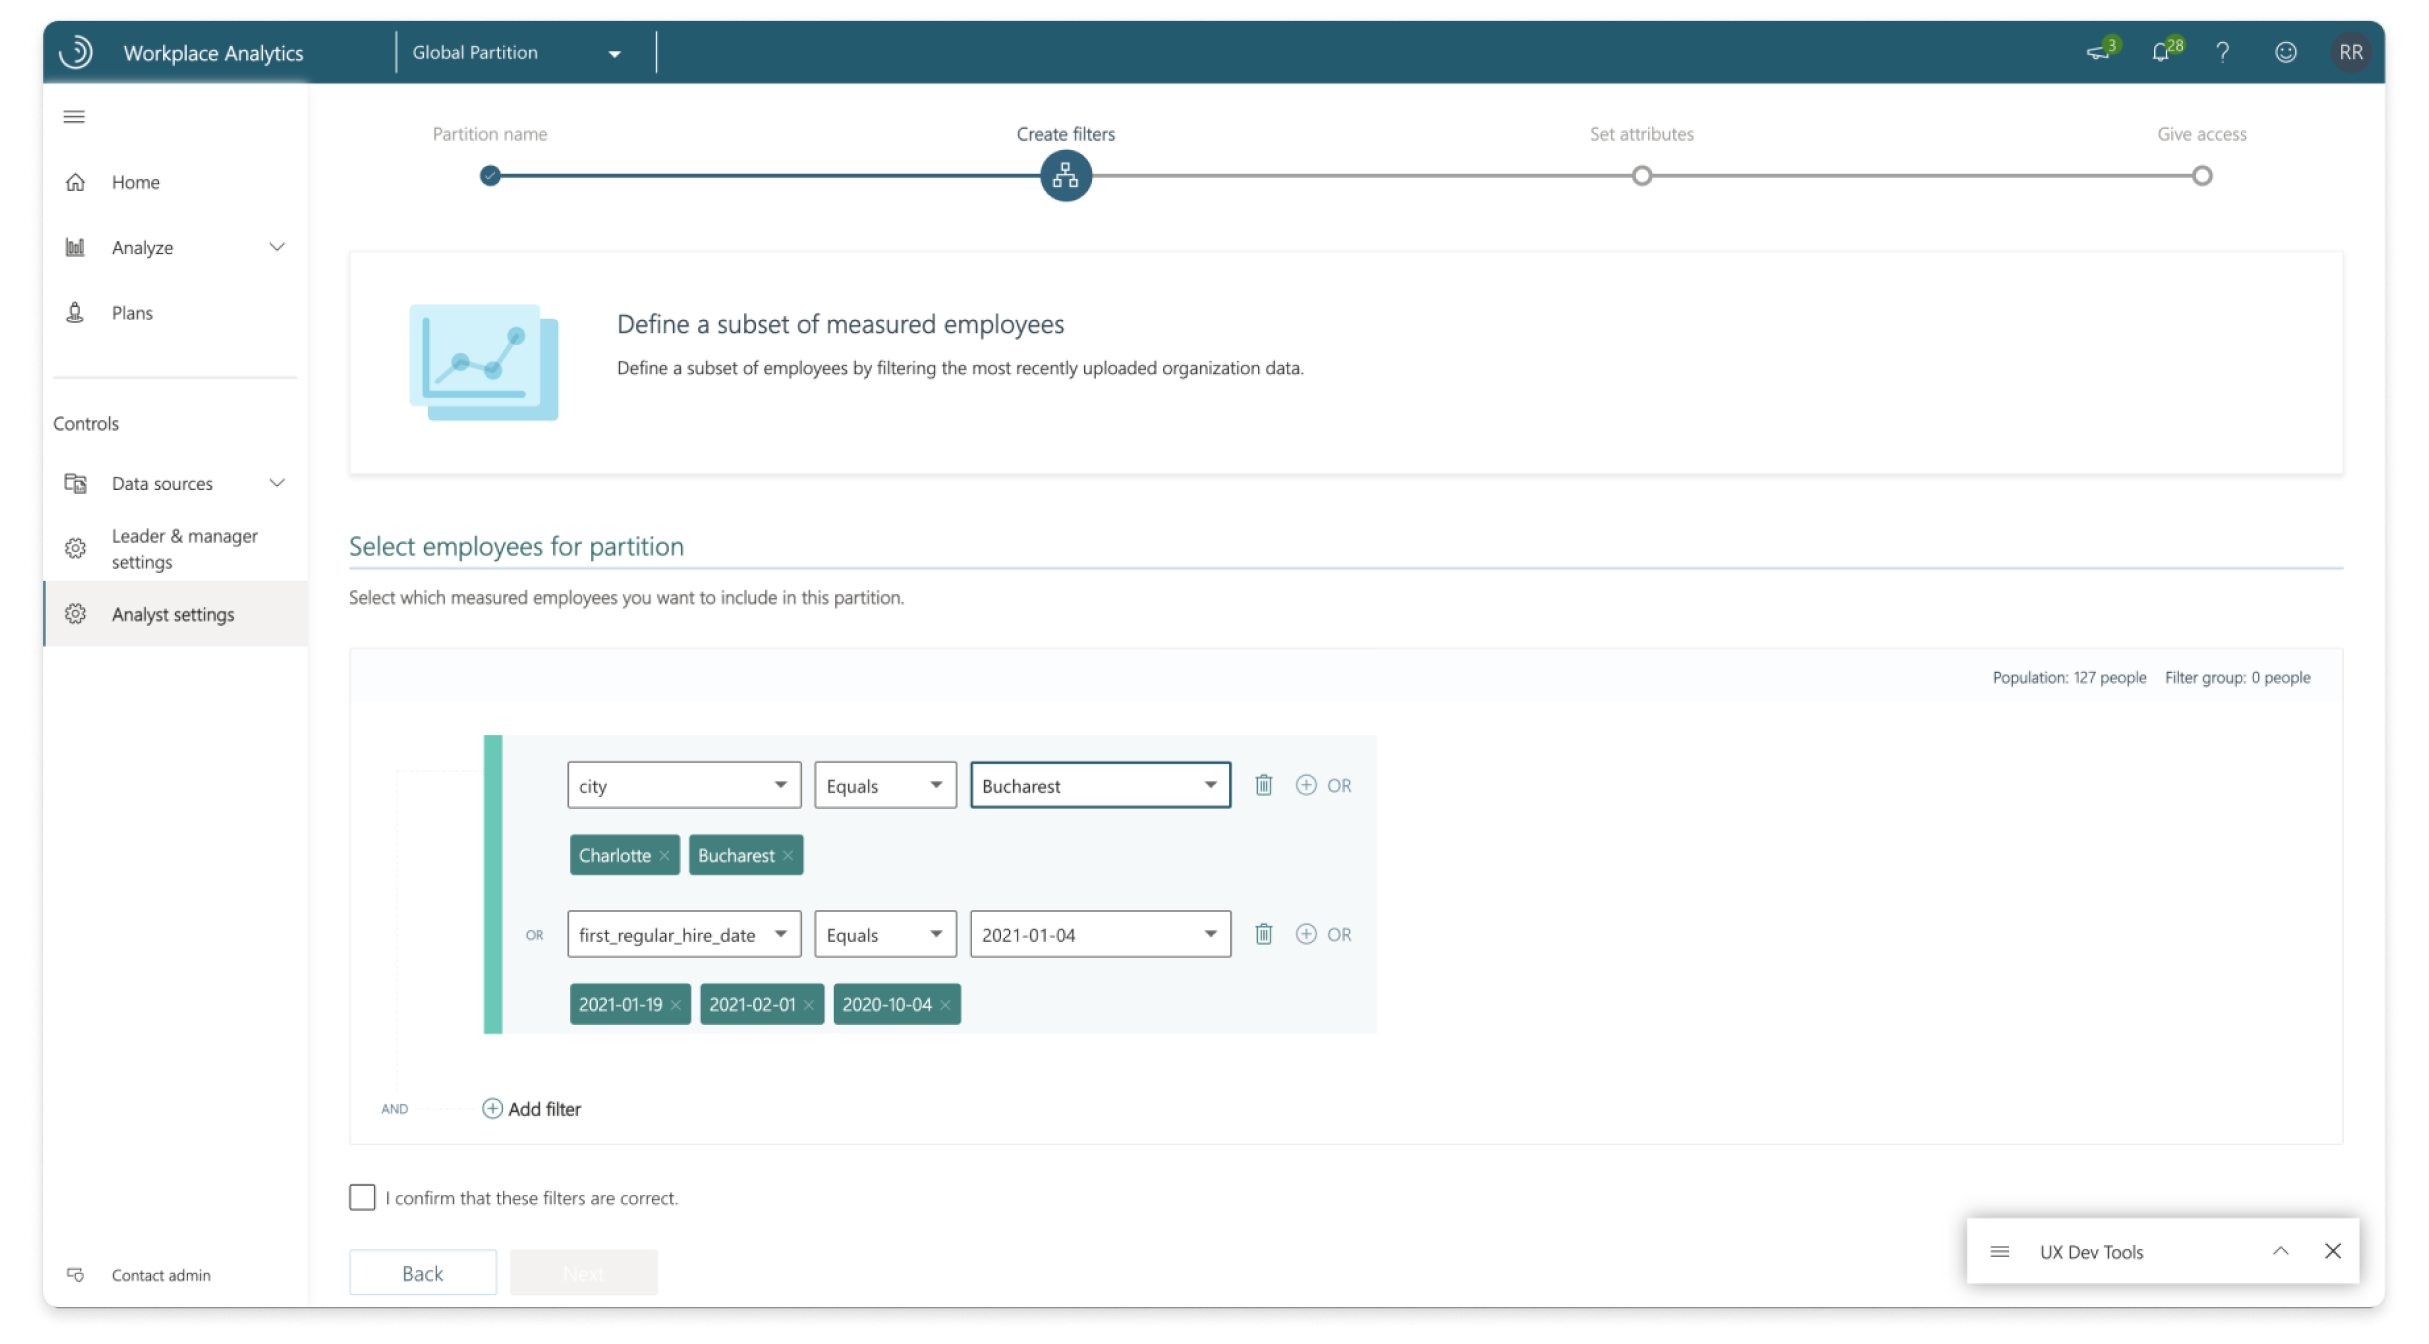 Workplace Analytics
Global Partition
3
28
?
RR
Home
Analyze
Plans
Controls
Data sources
Leader & manager
settings
Analyst settings
Contact admin
Partition name
Create filters
Set attributes
Give access
Define a subset of measured employees
Define a subset of employees by filtering the most recently uploaded organization data.
Select employees for partition
Select which measured employees you want to include in this partition.
Population: 127 people Filter group: 0 people
city Equals Bucharest OR
Charlotte × Bucharest ×
OR first_regular_hire_date Equals 2021-01-04 OR
2021-01-19 × 2021-02-01 × 2020-10-04 ×
AND Add filter
I confirm that these filters are correct.
Back Next
UX Dev Tools